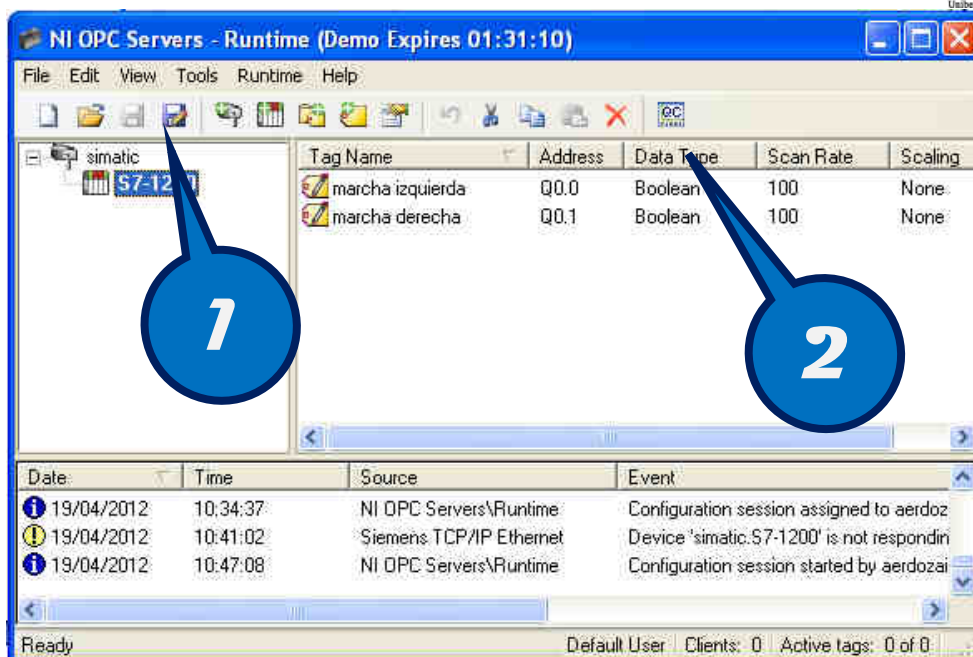 Unibe
NI OPC Servers - Runtime (Demo Expires 01:31:10)
File Edit View Tools Runtime Help
QC
simatic
S7-12
Tag Name Address Data Type Scan Rate Scaling
marcha izquierda Q0.0 Boolean 100 None
marcha derecha Q0.1 Boolean 100 None
1
2
Date Time Source Event
19/04/2012 10:34:37 NI OPC Servers\Runtime Configuration session assigned to aerdoz
19/04/2012 10:41:02 Siemens TCP/IP Ethernet Device 'simatic.S7-1200' is not respondin
19/04/2012 10:47:08 NI OPC Servers\Runtime Configuration session started by aerdozai
Ready Default User Clients: 0 Active tags: 0 of 0